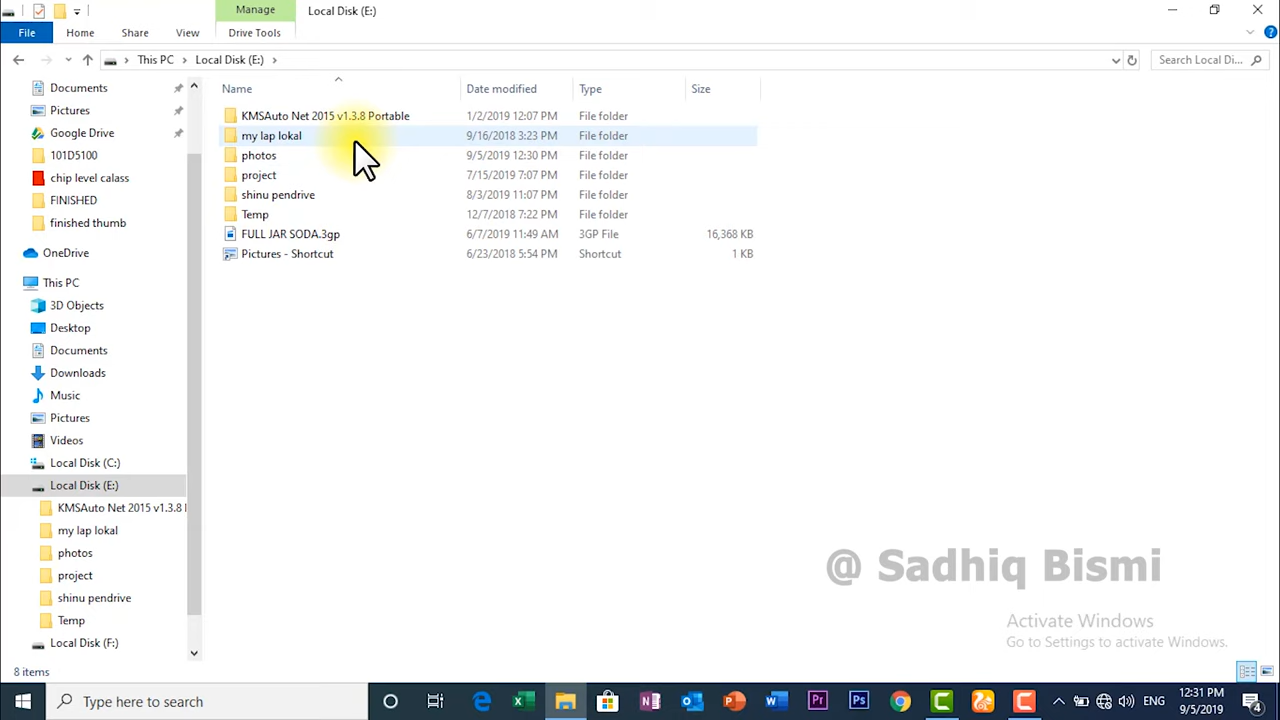 Manage
Local Disk (E:)
File
Home
Share
View
Drive Tools
This PC
Local Disk (E:)
Search Local Di...
Name
Date modified
Type
Size
KMSAuto Net 2015 v1.3.8 Portable 1/2/2019 12:07 PM File folder
my lap lokal 9/16/2018 3:23 PM File folder
photos 9/5/2019 12:30 PM File folder
project 7/15/2019 7:07 PM File folder
shinu pendrive 8/3/2019 11:07 PM File folder
Temp 12/7/2018 7:22 PM File folder
FULL JAR SODA.3gp 6/7/2019 11:49 AM 3GP File 16,368 KB
Pictures - Shortcut 6/23/2018 5:54 PM Shortcut 1 KB
Documents
Pictures
Google Drive
101D5100
chip level calass
FINISHED
finished thumb
OneDrive
This PC
3D Objects
Desktop
Documents
Downloads
Music
Pictures
Videos
Local Disk (C:)
Local Disk (E:)
KMSAuto Net 2015 v1.3.8
my lap lokal
photos
project
shinu pendrive
Temp
Local Disk (F:)
@ Sadhiq Bismi
Activate Windows
Go to Settings to activate Windows.
8 items
Type here to search
ENG
12:31 PM
9/5/2019
4